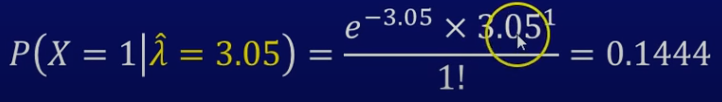 P(X = 1|λ̂ = 3.05) = e^{-3.05} × 3.05^1 / 1! = 0.1444